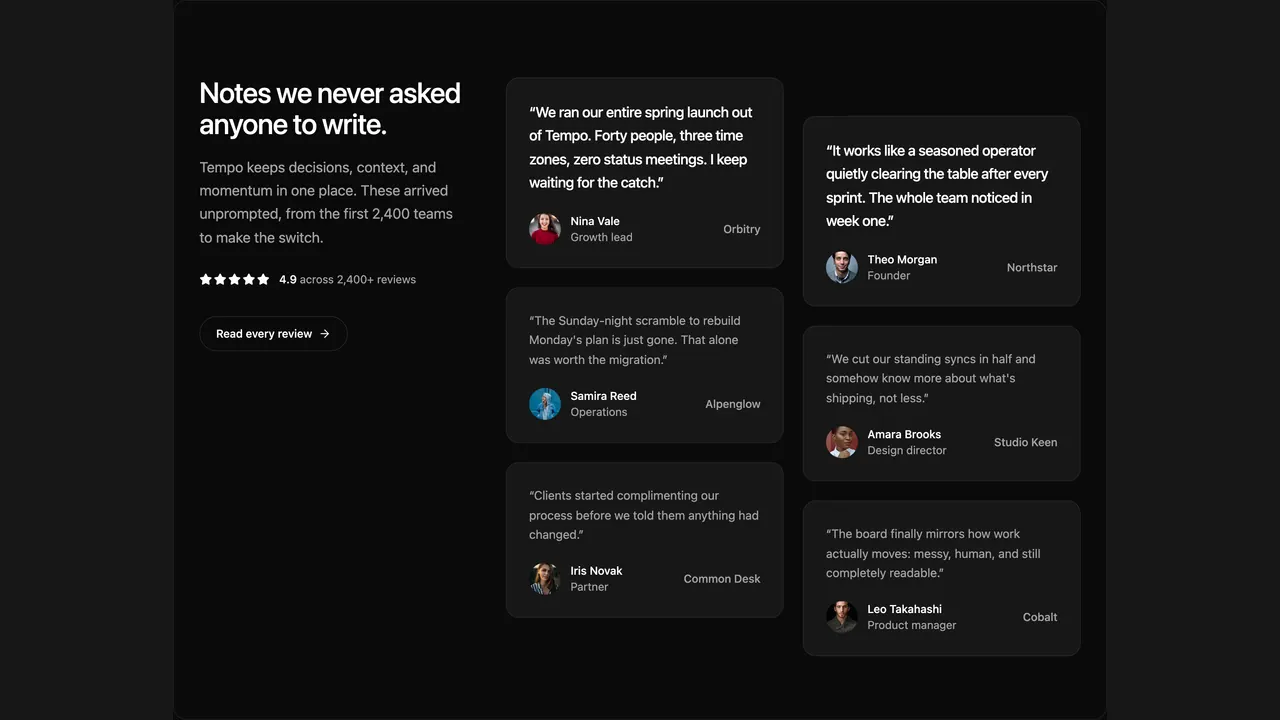 Notes we never asked
anyone to write.
Tempo keeps decisions, context, and
momentum in one place. These arrived
unprompted, from the first 2,400 teams
to make the switch.
4.9 across 2,400+ reviews
Read every review →
“We ran our entire spring launch out
of Tempo. Forty people, three time
zones, zero status meetings. I keep
waiting for the catch.”
Nina Vale
Growth lead
Orbitry
“The Sunday-night scramble to rebuild
Monday's plan is just gone. That alone
was worth the migration.”
Samira Reed
Operations
Alpenglow
“Clients started complimenting our
process before we told them anything had
changed.”
Iris Novak
Partner
Common Desk
“It works like a seasoned operator
quietly clearing the table after every
sprint. The whole team noticed in
week one.”
Theo Morgan
Founder
Northstar
“We cut our standing syncs in half and
somehow know more about what's
shipping, not less.”
Amara Brooks
Design director
Studio Keen
“The board finally mirrors how work
actually moves: messy, human, and still
completely readable.”
Leo Takahashi
Product manager
Cobalt